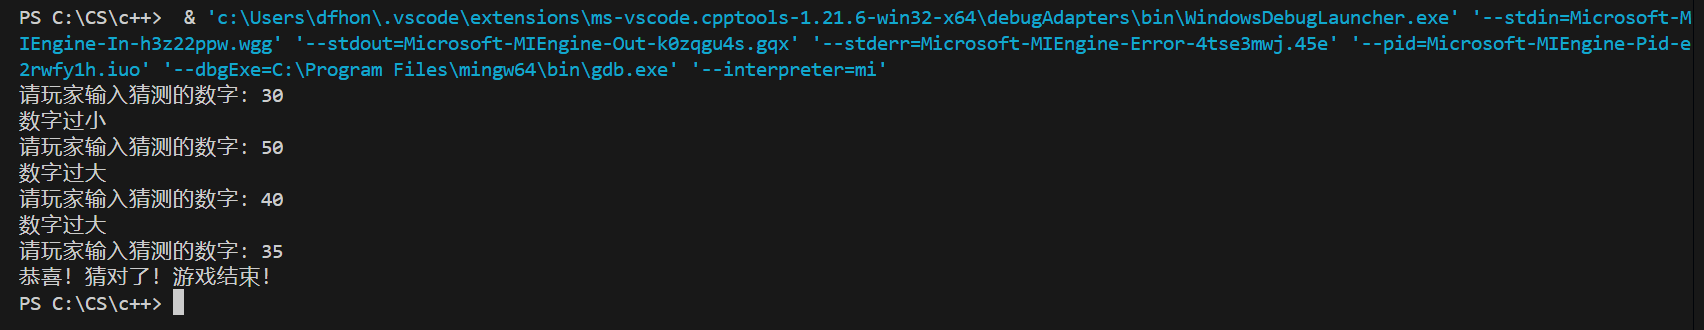 PS C:\CS\c++>  & 'c:\Users\dfhon\.vscode\extensions\ms-vscode.cpptools-1.21.6-win32-x64\debugAdapters\bin\WindowsDebugLauncher.exe' '--stdin=Microsoft-M
IEngine-In-h3z22ppw.wgg' '--stdout=Microsoft-MIEngine-Out-k0zqgu4s.gqx' '--stderr=Microsoft-MIEngine-Error-4tse3mwj.45e' '--pid=Microsoft-MIEngine-Pid-e
2rwfy1h.iuo' '--dbgExe=C:\Program Files\mingw64\bin\gdb.exe' '--interpreter=mi'
请玩家输入猜测的数字: 30
数字过小
请玩家输入猜测的数字: 50
数字过大
请玩家输入猜测的数字: 40
数字过大
请玩家输入猜测的数字: 35
恭喜！猜对了！游戏结束！
PS C:\CS\c++>